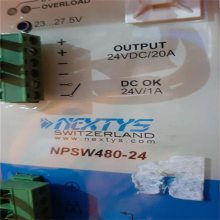 OVERLOAD
23...27.5V
OUTPUT
24VDC/20A
+
+
-
-
DC OK
24V/1A
NEXTYS
SWITZERLAND
www.nextys.com
NPSW480-24